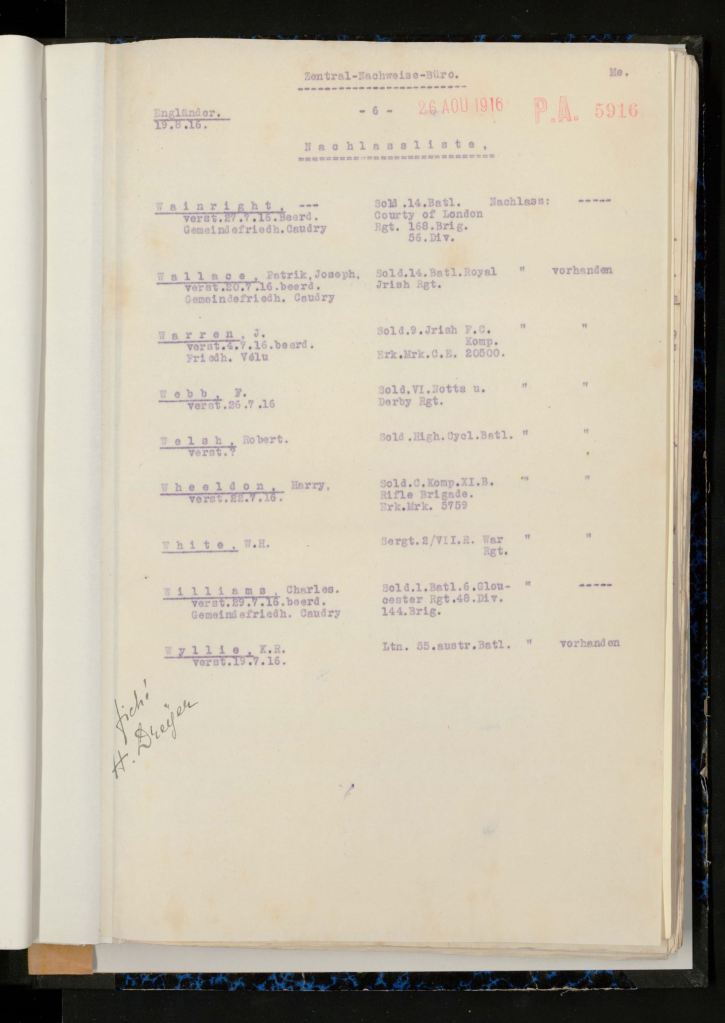 Zentral-Nachweise-Büro. Me.
Engländer. - 6 - 26 AOU 1916 P.A. 5916
19.8.16.
Nachlassliste,
Wainright, --- Sold.14.Batl. Nachlass: -----
verst.27.7.16.Beerd. County of London
Gemeindefriedh.Caudry Rgt. 168.Brig.
56.Div.
Wallace, Patrik,Joseph, Sold.14.Batl.Royal " vorhanden
verst.20.7.16.beerd. Jrish Rgt.
Gemeindefriedh. Caudry
Warren, J. Sold.9.Jrish F.C. " "
verst.4.7.16.beerd. Komp.
Friedh. Vélu Erk.Mrk.C.E. 20500.
Webb, F. Sold.VI.Notts u. " "
verst.26.7.16 Derby Rgt.
Welsh, Robert. Sold.High.Cycl.Batl. " "
verst.?
Wheeldon, Harry, Sold.C.Komp.XI.B. " "
verst.22.7.16. Rifle Brigade.
Erk.Mrk. 5759
White, W.H. Sergt.2/VII.R. War " "
Rgt.
Williams, Charles. Sold.1.Batl.6.Glou- " -----
verst.29.7.16.beerd. cester Rgt.48.Div.
Gemeindefriedh. Caudry 144.Brig.
Wyllie, K.R. Ltn. 55.austr.Batl. " vorhanden
verst.19.7.16.
fiché
H. Dreyer